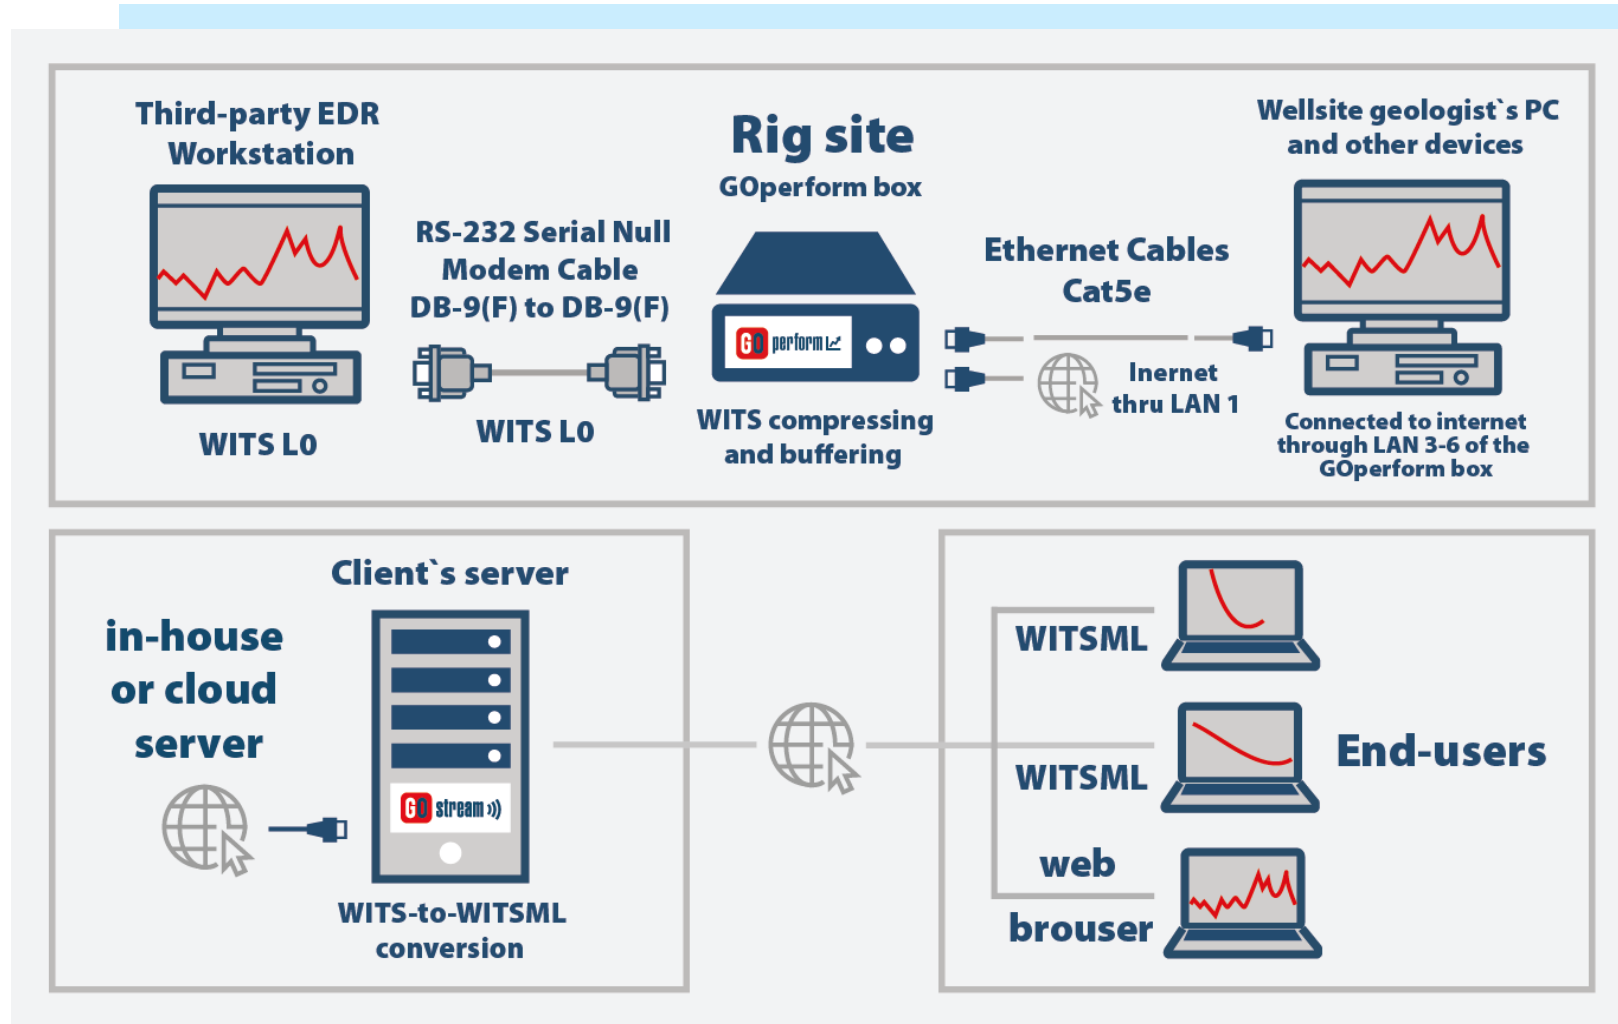 Third-party EDR
Workstation
WITS L0
RS-232 Serial Null
Modem Cable
DB-9(F) to DB-9(F)
WITS L0
Rig site
GOperform box
GO perform
WITS compressing
and buffering
Ethernet Cables
Cat5e
Inernet
thru LAN 1
Wellsite geologist`s PC
and other devices
Connected to internet
through LAN 3-6 of the
GOperform box
in-house
or cloud
server
Client`s server
GO stream
WITS-to-WITSML
conversion
WITSML
WITSML
web
brouser
End-users